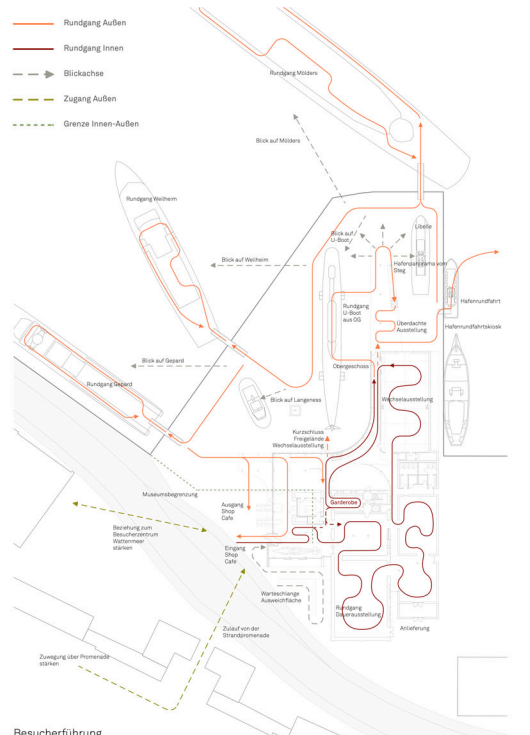 Rundgang Außen
Rundgang Innen
Blickachse
Zugang Außen
Grenze Innen-Außen
Rundgang Mölders
Blick auf Mölders
Rundgang Weilheim
Blick auf
U-Boot
Libelle
Blick auf Weilheim
Hafenpanorama vom
Steg
Rundgang
U-Boot
aus OG
Hafenrundfahrt
Überdachte
Ausstellung
Hafenrundfahrtskiosk
Blick auf Gepard
Obergeschoss
Rundgang Gepard
Blick auf Langeness
Wechselausstellung
Kurzschluss
Freigelände
Wechselausstellung
Museumsbegrenzung
Ausgang
Shop
Cafe
Garderobe
Beziehung zum
Besucherzentrum
Wattenmeer
stärken
Eingang
Shop
Cafe
Warteschlange
Ausweichfläche
Rundgang
Dauerausstellung
Zulauf von der
Strandpromenade
Anlieferung
Zuwegung über Promenade
stärken
Besucherführung